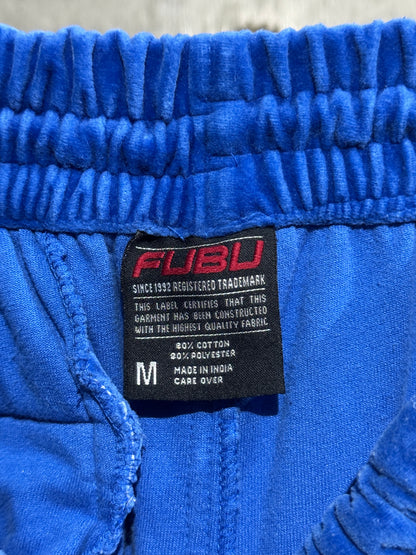 FUBU
SINCE 1992 REGISTERED TRADEMARK
THIS LABEL CERTIFIES THAT THIS
GARMENT HAS BEEN CONSTRUCTED
WITH THE HIGHEST QUALITY FABRIC
80% COTTON
20% POLYESTER
M MADE IN INDIA
CARE OVER